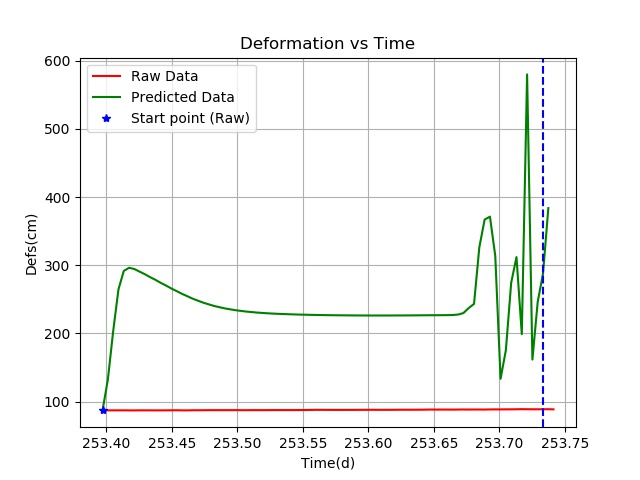 Deformation vs Time
Raw Data
Predicted Data
Start point (Raw)
Defs(cm)
600
500
400
300
200
100
253.40 253.45 253.50 253.55 253.60 253.65 253.70 253.75
Time(d)